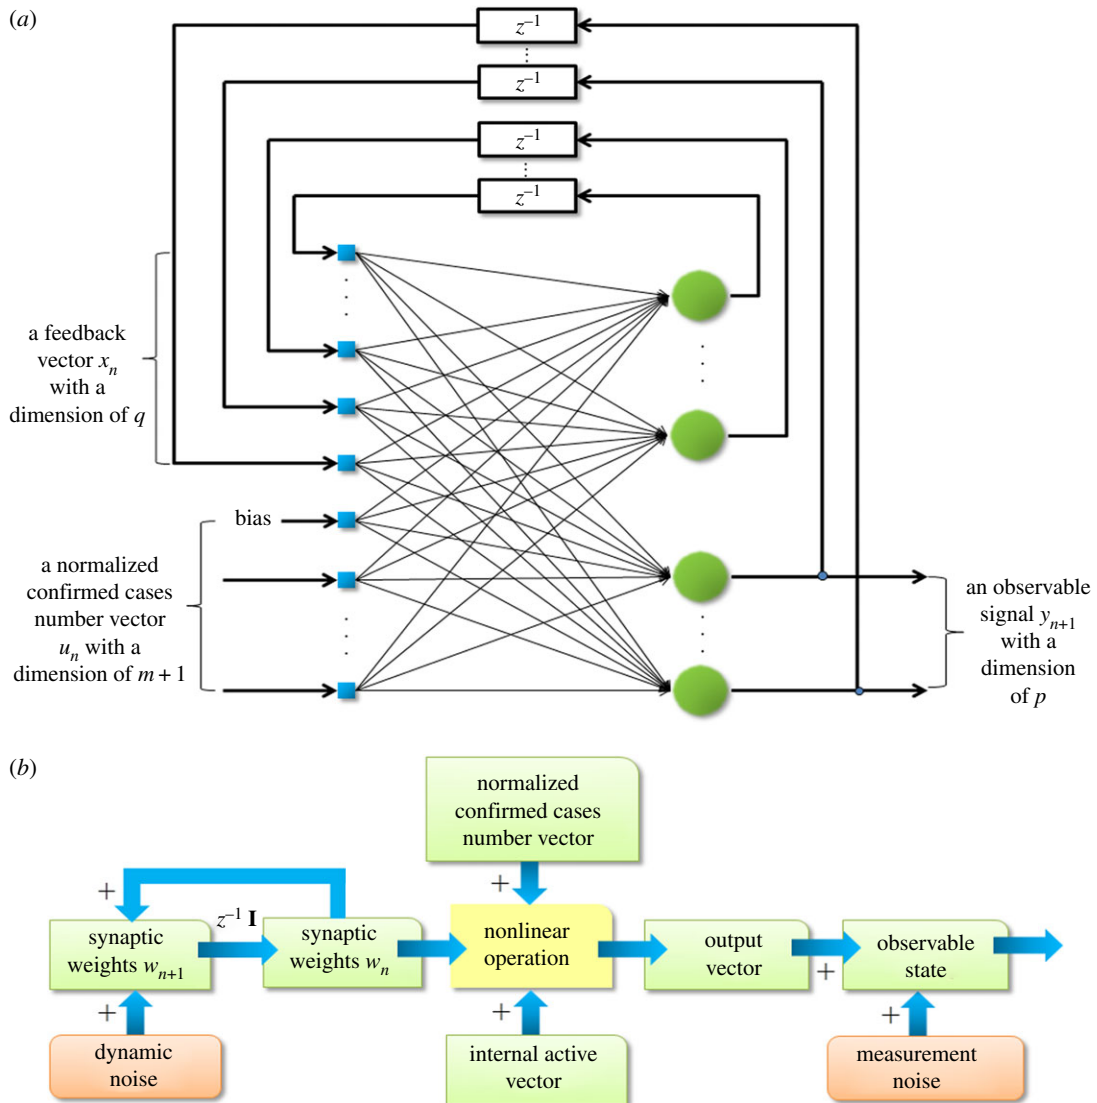 (a)
z⁻¹
z⁻¹
z⁻¹
z⁻¹
a feedback
vector xₙ
with a
dimension of q
bias
a normalized
confirmed cases
number vector
uₙ with a
dimension of m + 1
an observable
signal yₙ₊₁
with a
dimension
of p
(b)
normalized
confirmed cases
number vector
+
+
z⁻¹ I
synaptic
weights wₙ₊₁
synaptic
weights wₙ
nonlinear
operation
output
vector
+
observable
state
+
+
+
dynamic
noise
internal active
vector
measurement
noise